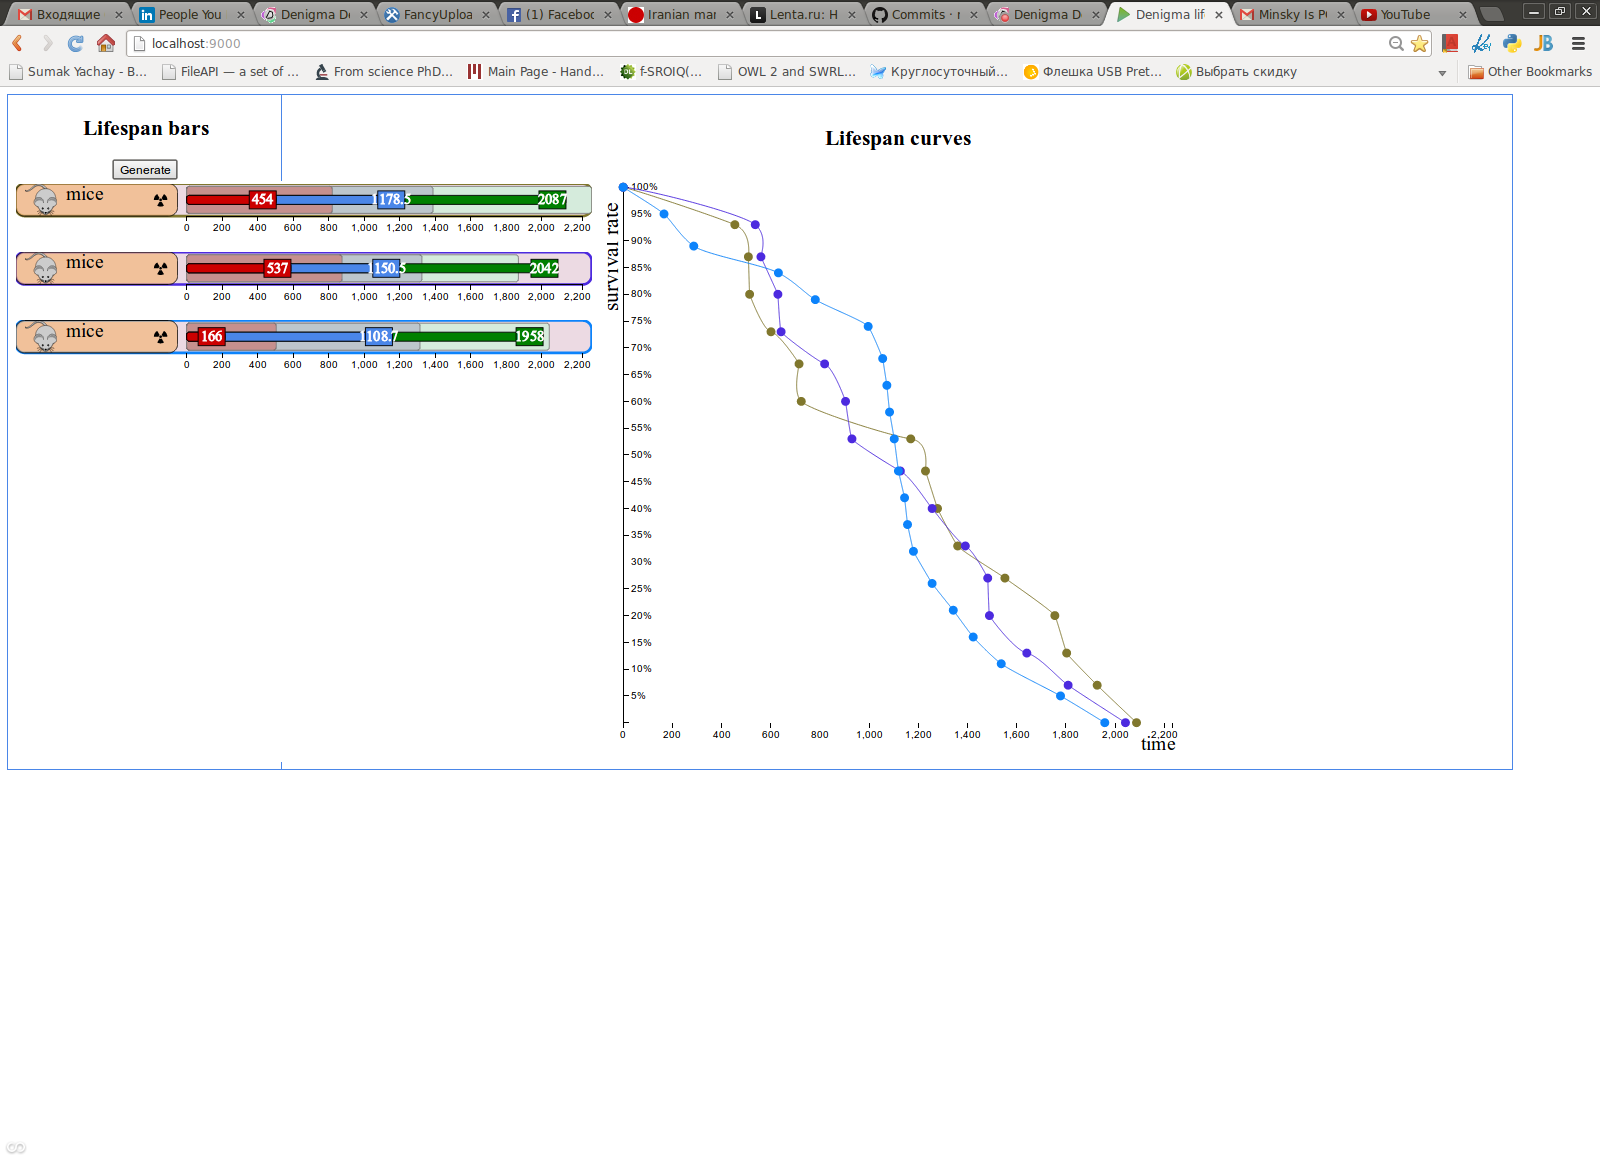 Входящие
People You
Denigma De
FancyUploa
(1) Faceboo
Iranian mar
Lenta.ru: Н
Commits · r
Denigma D
Denigma lif
Minsky Is P
YouTube
localhost:9000
Sumak Yachay - B...
FileAPI — a set of ...
From science PhD...
Main Page - Hand...
f-SROIQ(...
OWL 2 and SWRL...
Круглосуточный...
Флешка USB Pret...
Выбрать скидку
Other Bookmarks
Lifespan bars
Generate
mice
454
1178.5
2087
0 200 400 600 800 1,000 1,200 1,400 1,600 1,800 2,000 2,200
mice
537
1150.5
2042
0 200 400 600 800 1,000 1,200 1,400 1,600 1,800 2,000 2,200
mice
166
1108.7
1958
0 200 400 600 800 1,000 1,200 1,400 1,600 1,800 2,000 2,200
Lifespan curves
survival rate
100%
95%
90%
85%
80%
75%
70%
65%
60%
55%
50%
45%
40%
35%
30%
25%
20%
15%
10%
5%
0 200 400 600 800 1,000 1,200 1,400 1,600 1,800 2,000 2,200
time